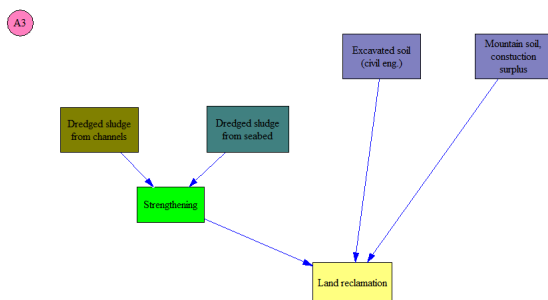 A3
Excavated soil
(civil eng.)
Mountain soil,
constuction
surplus
Dredged sludge
from channels
Dredged sludge
from seabed
Strengthening
Land reclamation